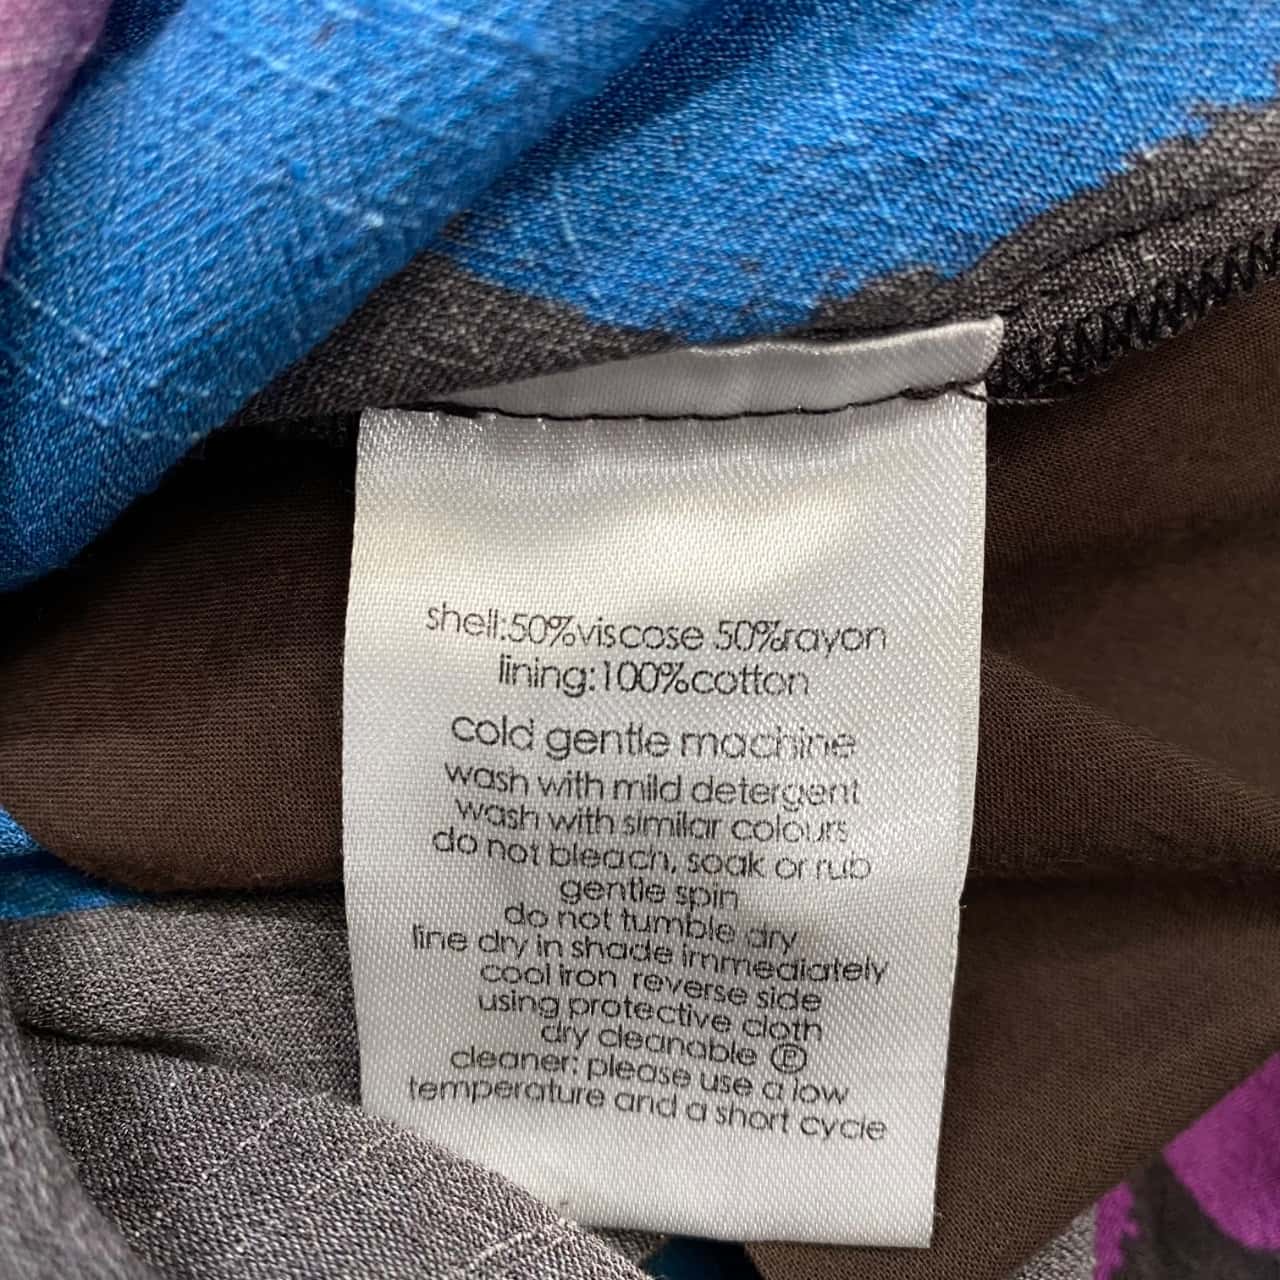 shell:50%viscose 50%rayon
lining:100%cotton
cold gentle machine
wash with mild detergent
wash with similar colours
do not bleach, soak or rub
gentle spin
do not tumble dry
line dry in shade immediately
cool iron reverse side
using protective cloth
dry cleanable Ⓟ
cleaner: please use a low
temperature and a short cycle